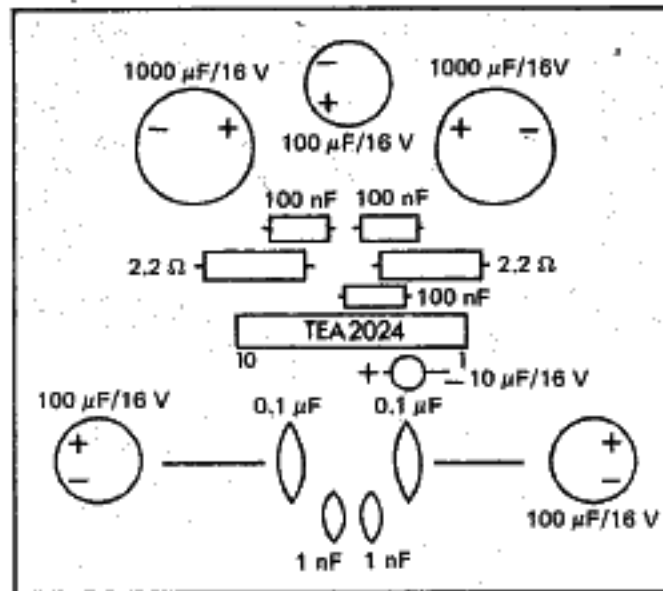 1000 µF/16 V
1000 µF/16V
− +
−
+
+ −
100 µF/16 V
100 nF 100 nF
2,2 Ω 2,2 Ω
100 nF
TEA2024
10 1
+ − 10 µF/16 V
100 µF/16 V
0,1 µF 0,1 µF
+
−
+
−
100 µF/16 V
1 nF 1 nF